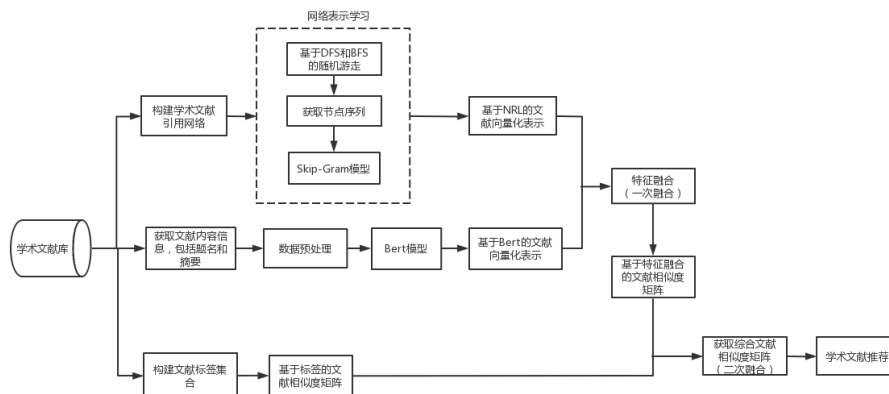 网络表示学习
基于DFS和BFS
的随机游走
获取节点序列
Skip-Gram模型
构建学术文献
引用网络
基于NRL的文
献向量化表示
特征融合
（一次融合）
学术文献库
获取文献内容信
息，包括题名和
摘要
数据预处理
Bert模型
基于Bert的文献
向量化表示
基于特征融合
的文献相似度
矩阵
构建文献标签集
合
基于标签的文
献相似度矩阵
获取综合文献
相似度矩阵
（二次融合）
学术文献推荐